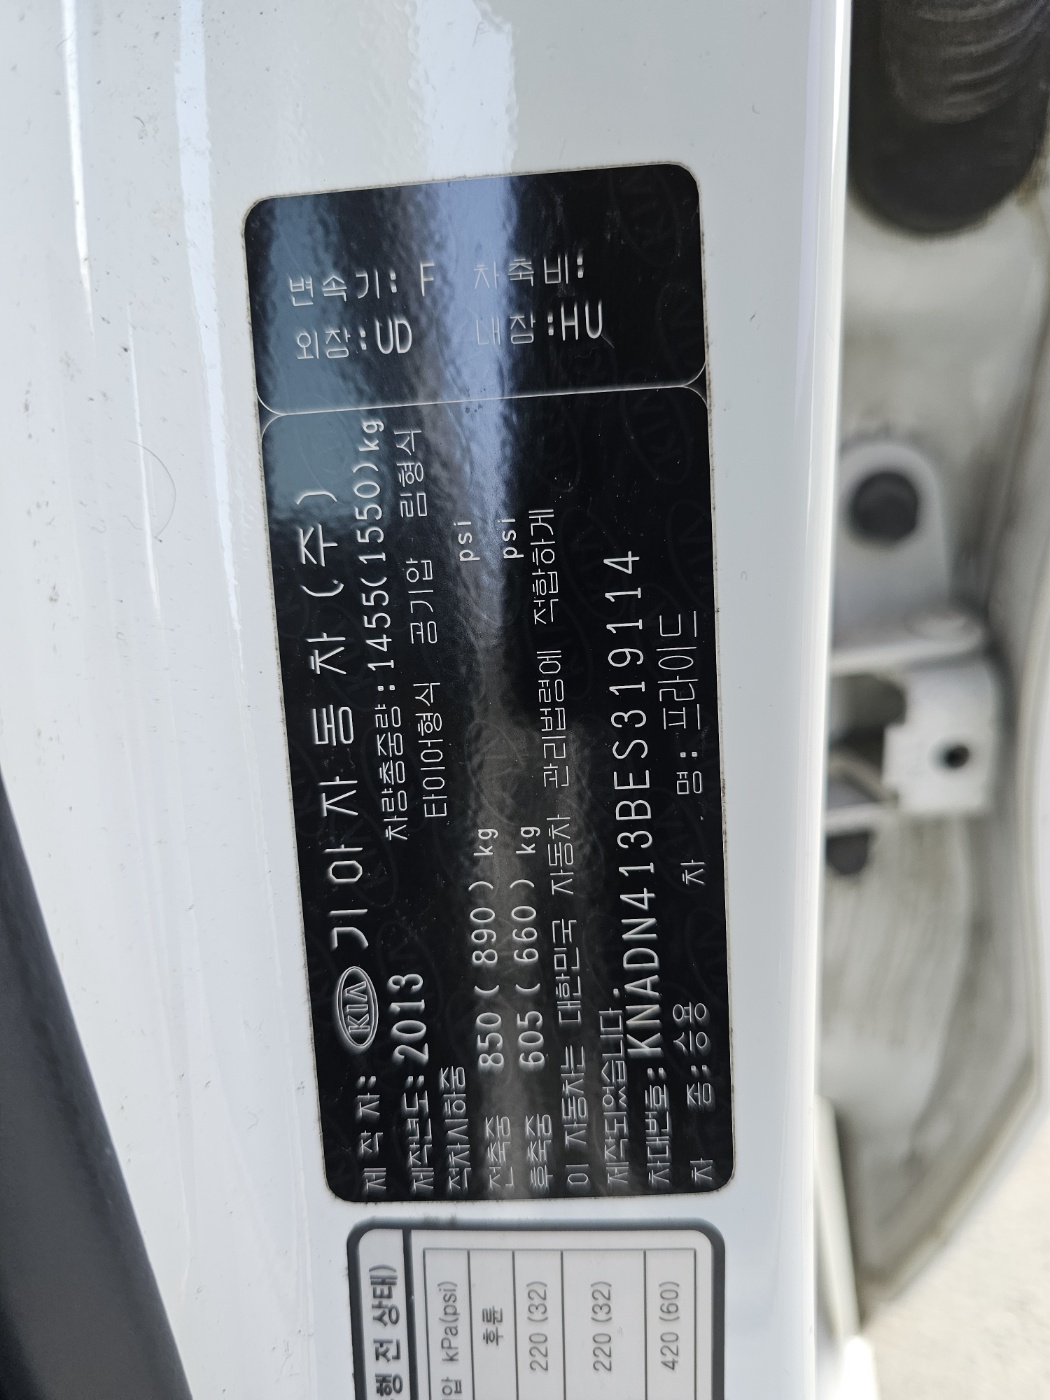 제 작 자: KIA 기아자동차(주)
제작년도:2013 차량총중량:1455(1550)kg
적차시하중 타이어형식 공기압 림형식
전축중 850(890)kg psi
후축중 605(660)kg psi
이 자동차는 대한민국 자동차 관리법령에 적합하게
제작되었습니다.
차대번호:KNADN413BES319114
차 종:승용 차 명:프라이드
변속기: F 차축비:
외장:UD 내장:HU
행 전 상태)
압 kPa(psi)
후륜
220 (32)
220 (32)
420 (60)